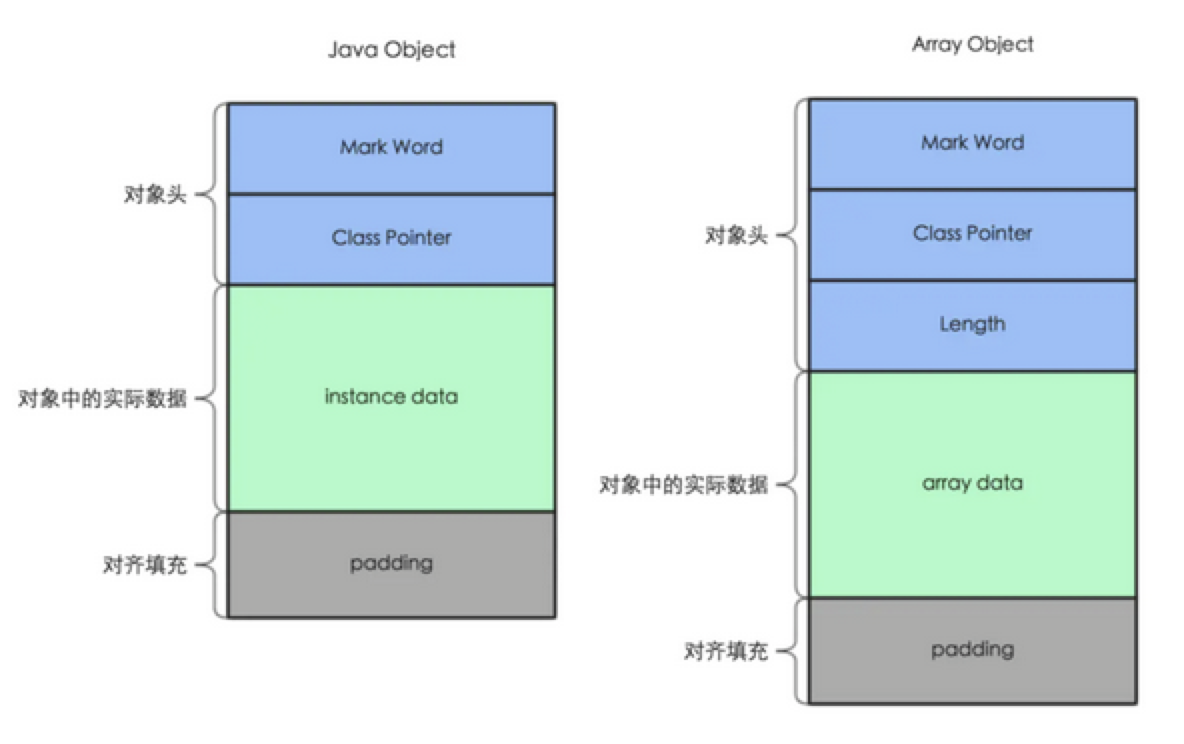 Java Object
对象头
Mark Word
Class Pointer
对象中的实际数据
instance data
对齐填充
padding
Array Object
对象头
Mark Word
Class Pointer
Length
对象中的实际数据
array data
对齐填充
padding